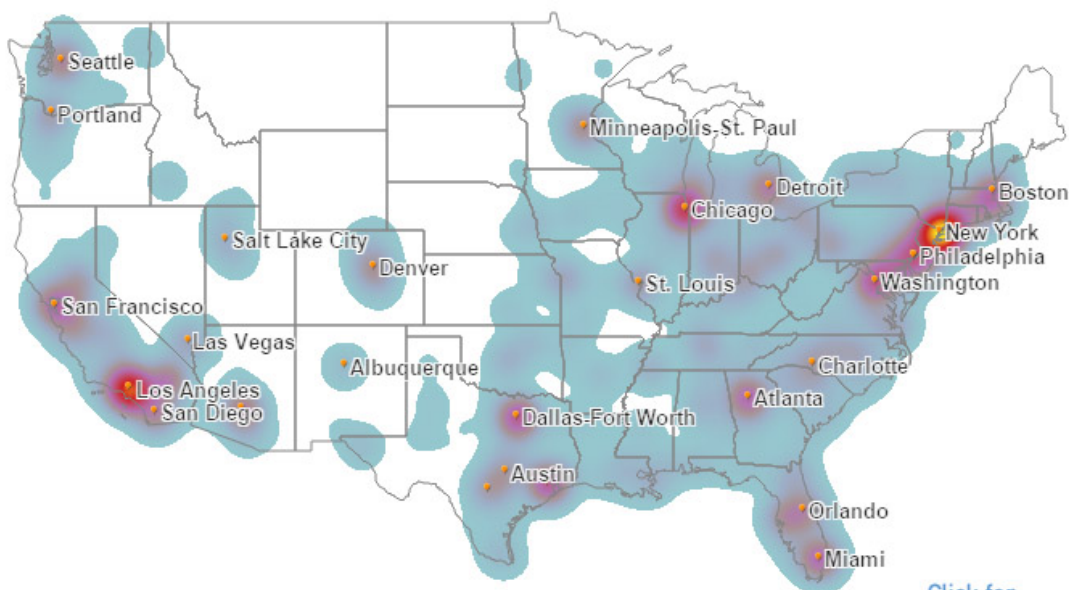 Seattle
Portland
Minneapolis-St. Paul
Detroit
Boston
Chicago
New York
Salt Lake City
Philadelphia
Denver
Washington
St. Louis
San Francisco
Las Vegas
Charlotte
Albuquerque
Los Angeles
Atlanta
San Diego
Dallas-Fort Worth
Austin
Orlando
Miami